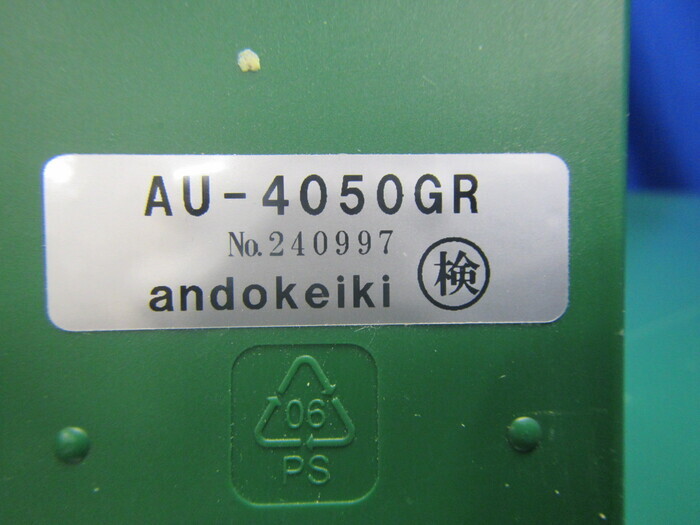 AU-4050GR
No.240997
andokeiki 検
06
PS